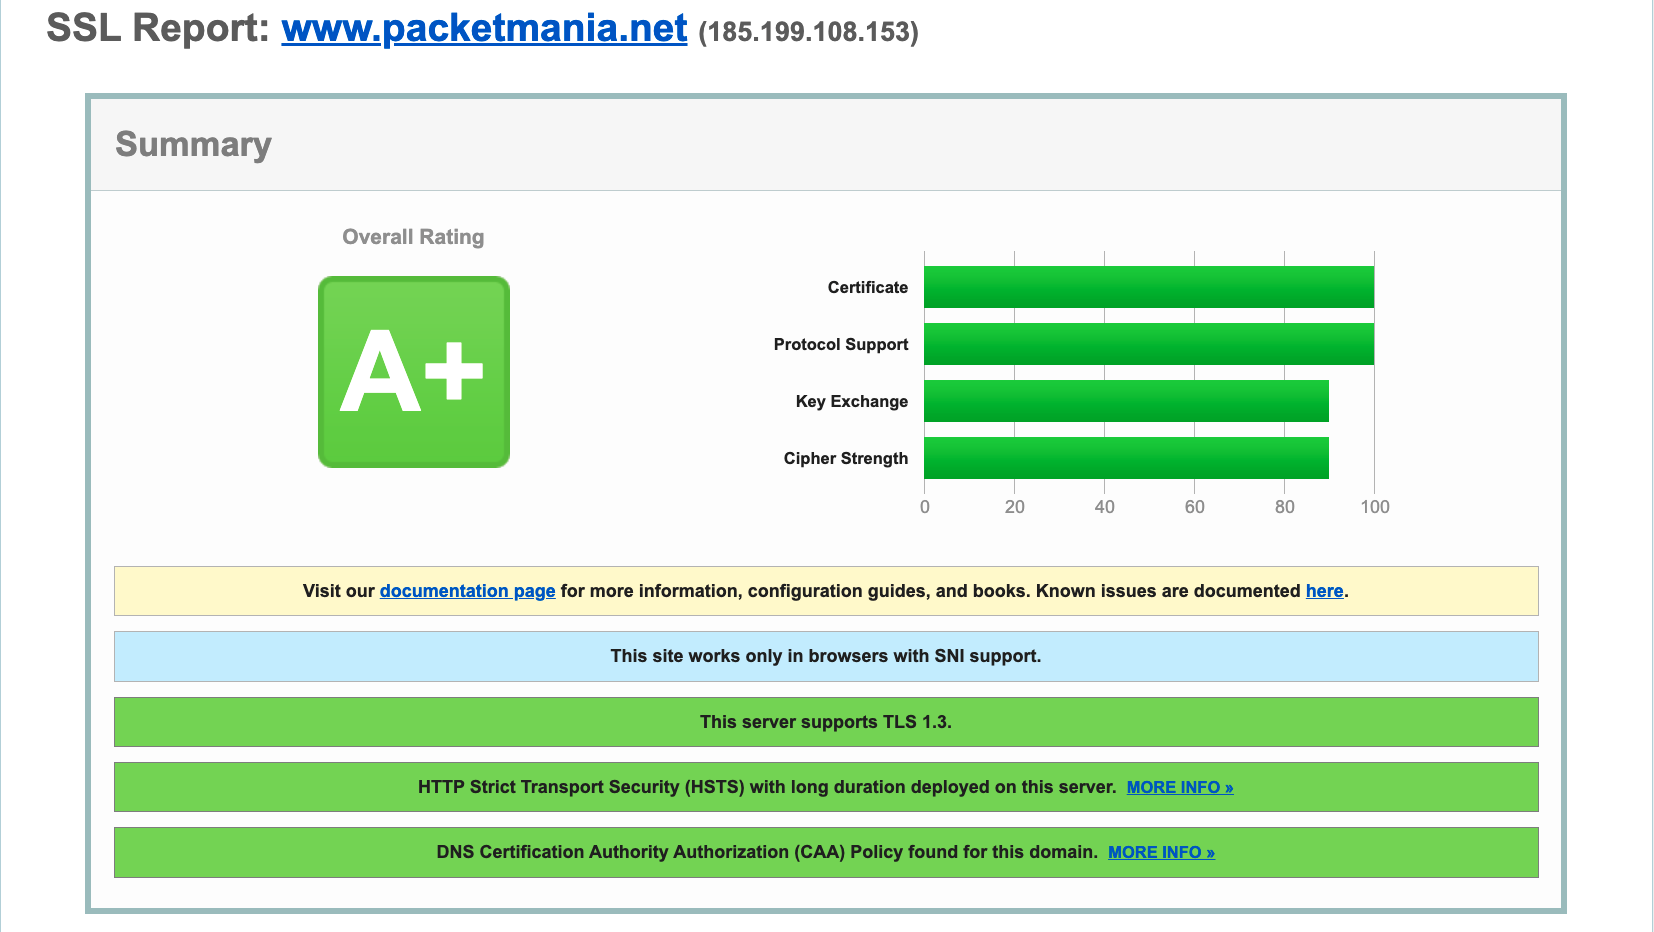 SSL Report: www.packetmania.net (185.199.108.153)
Summary
Overall Rating
A+
Certificate
Protocol Support
Key Exchange
Cipher Strength
0 20 40 60 80 100
Visit our documentation page for more information, configuration guides, and books. Known issues are documented here.
This site works only in browsers with SNI support.
This server supports TLS 1.3.
HTTP Strict Transport Security (HSTS) with long duration deployed on this server. MORE INFO »
DNS Certification Authority Authorization (CAA) Policy found for this domain. MORE INFO »